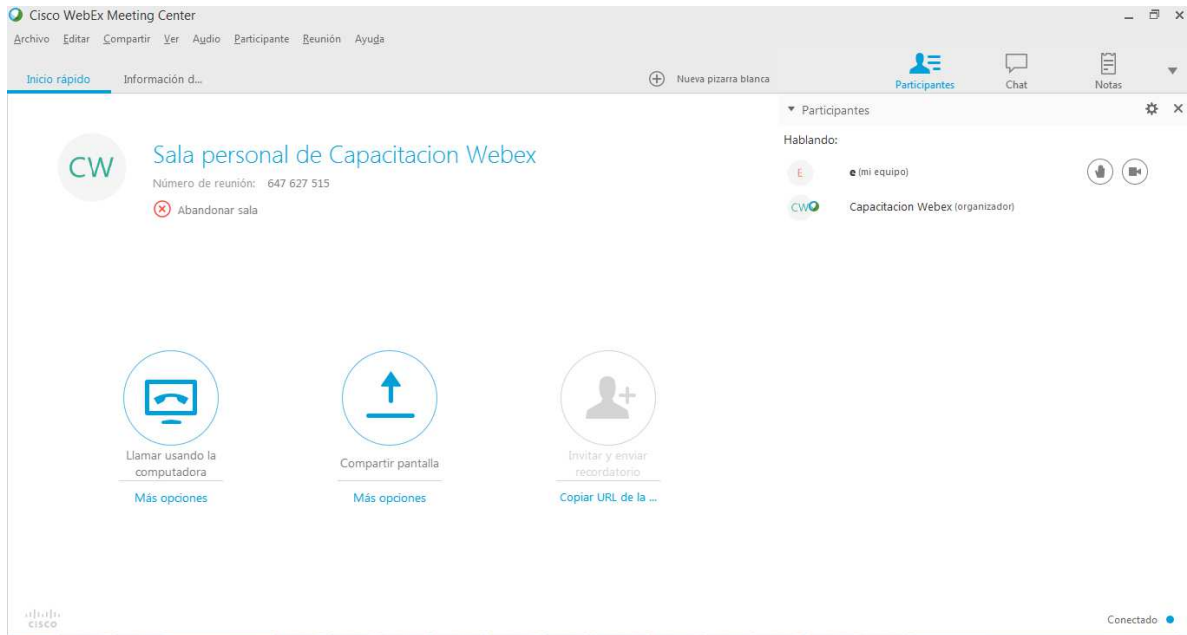 Cisco WebEx Meeting Center
Archivo Editar Compartir Ver Audio Participante Reunión Ayuda
Inicio rápido Información d... Nueva pizarra blanca Participantes Chat Notas
Participantes
Hablando:
CW
Sala personal de Capacitacion Webex
Número de reunión: 647 627 515
Abandonar sala
E e (mi equipo)
CW Capacitacion Webex (organizador)
Llamar usando la
computadora
Más opciones
Compartir pantalla
Más opciones
Invitar y enviar
recordatorio
Copiar URL de la ...
CISCO
Conectado